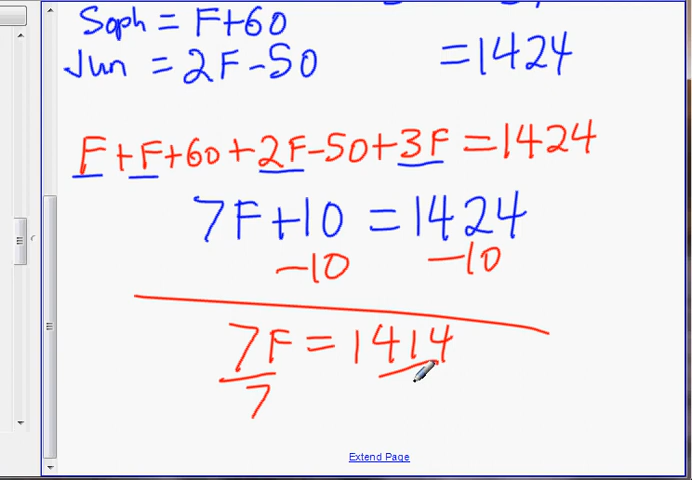 Soph = F+60
Jun = 2F-50
=1424
F+F+60+2F-50+3F=1424
7F+10=1424
-10 -10
7F=1414
7
Extend Page